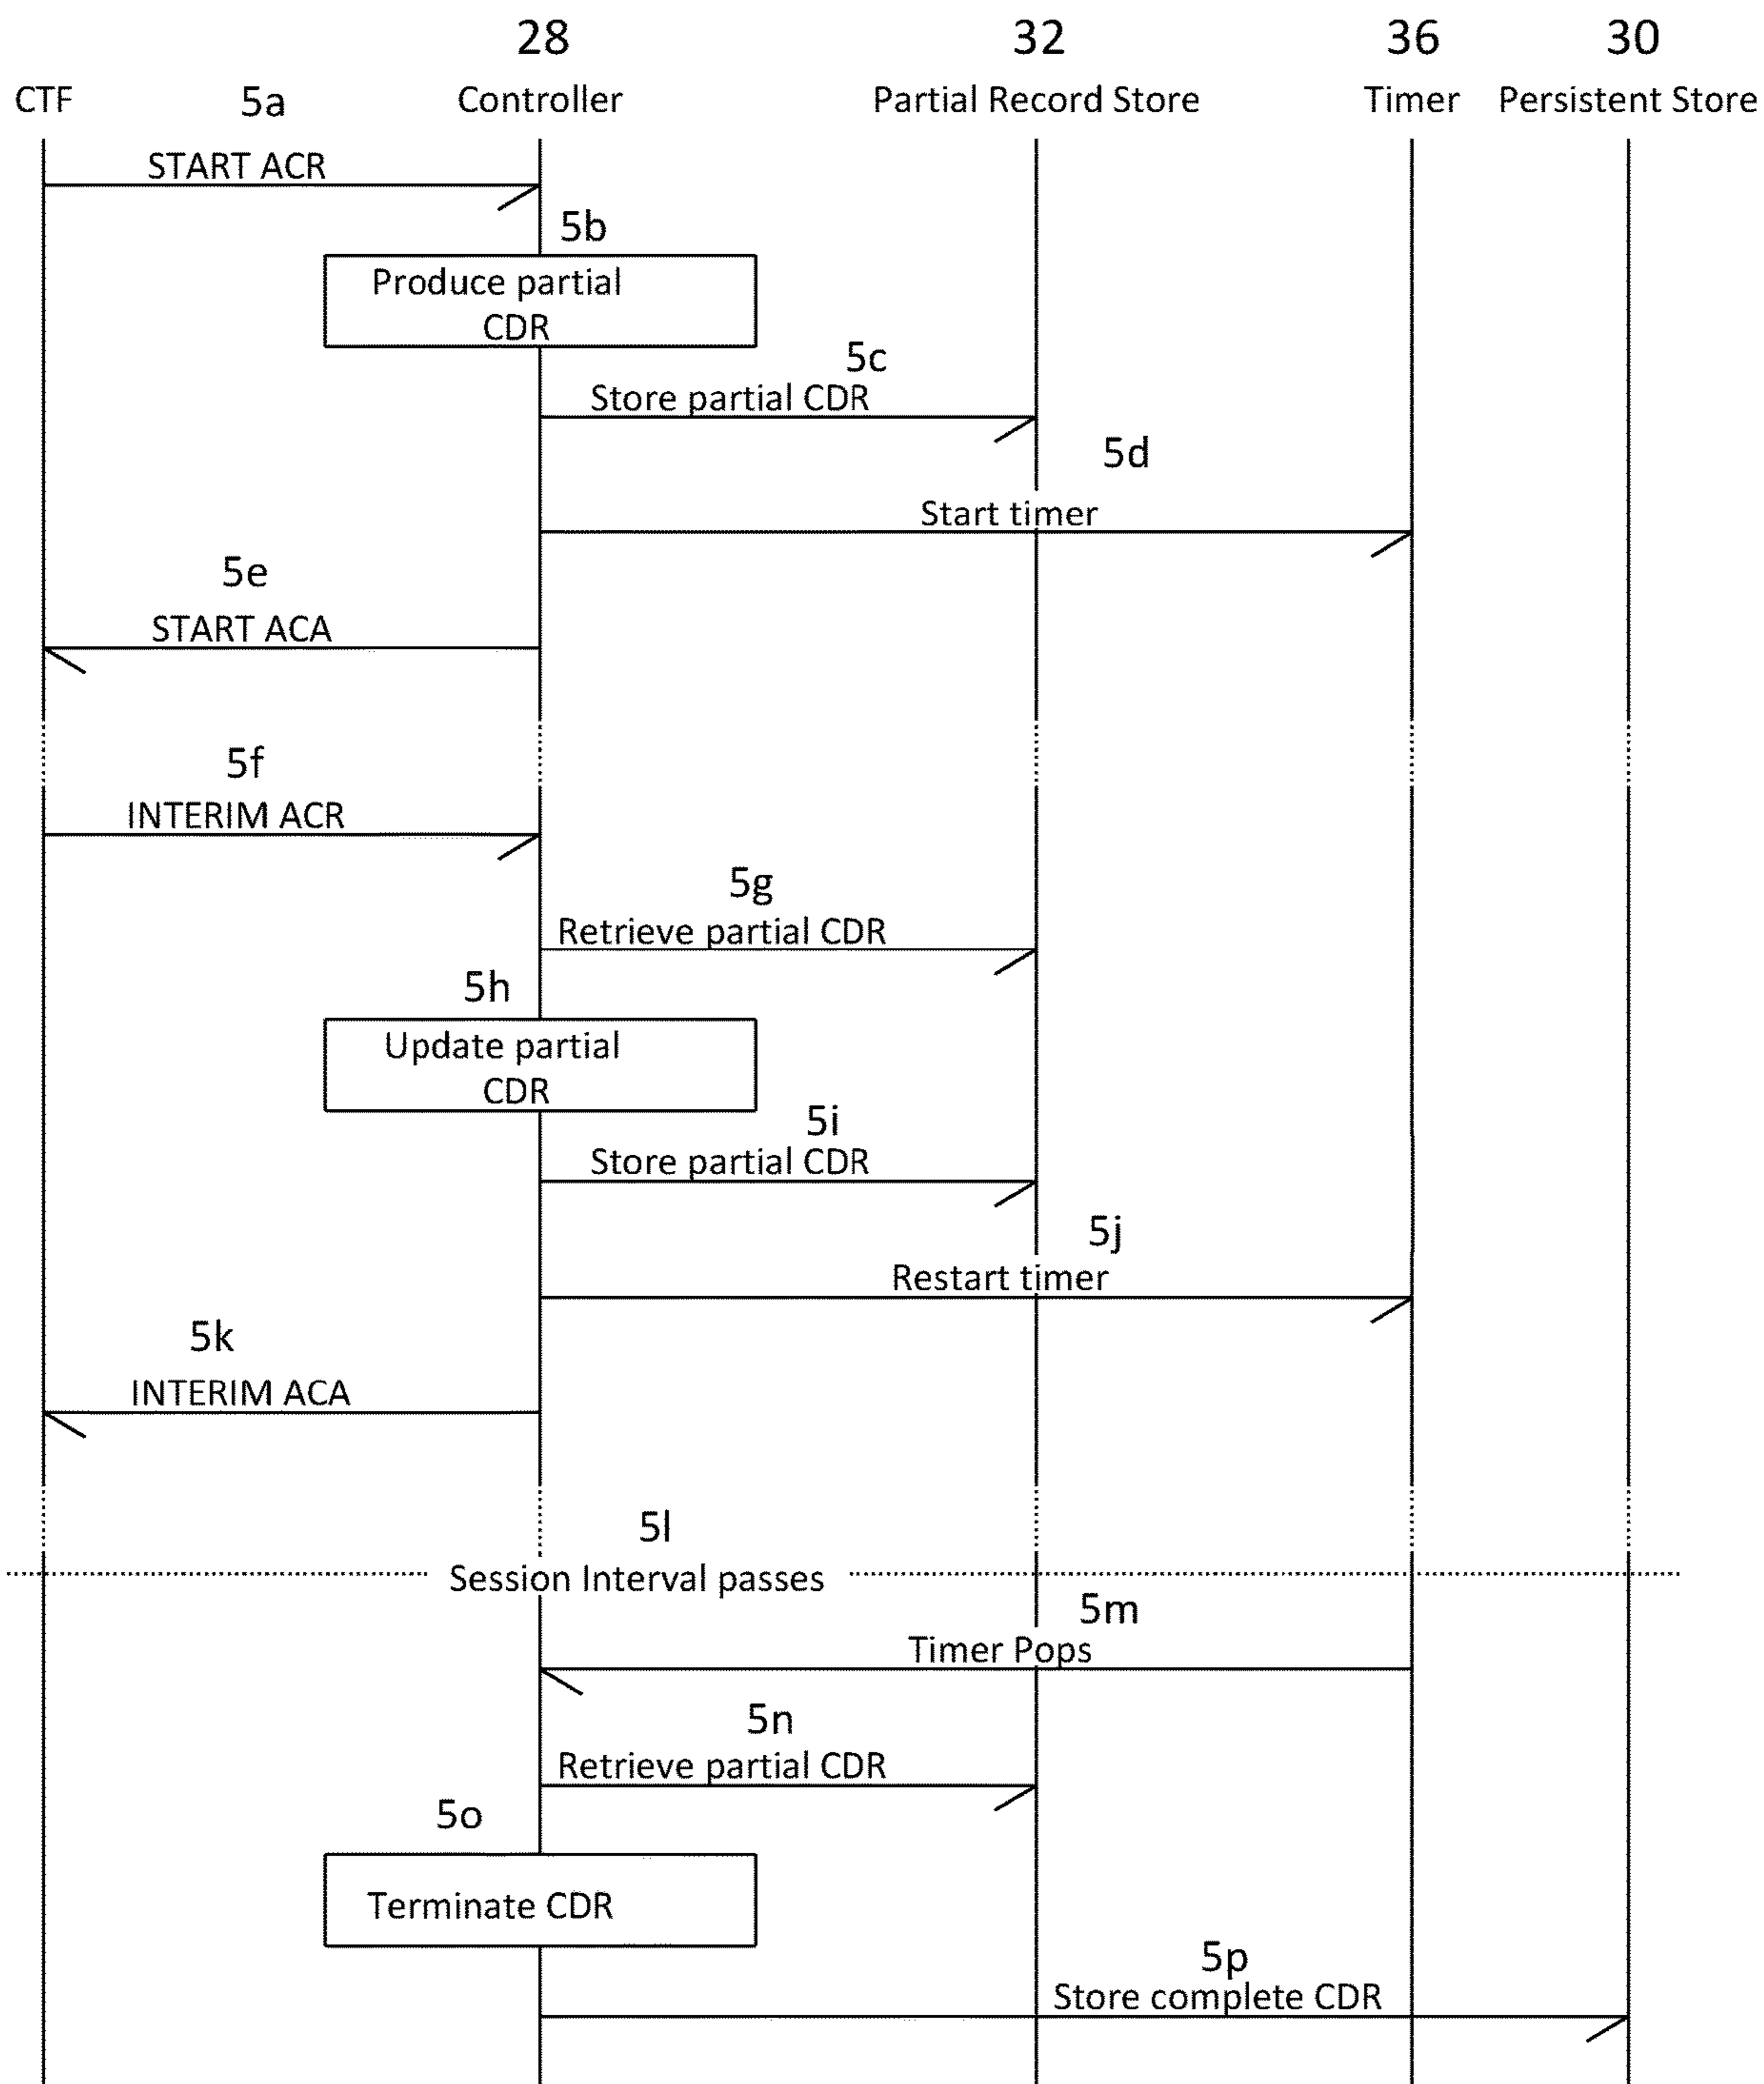 28 32 36 30
CTF 5a Controller Partial Record Store Timer Persistent Store
START ACR
5b
Produce partial
CDR
5c
Store partial CDR
5d
Start timer
5e
START ACA
5f
INTERIM ACR
5g
Retrieve partial CDR
5h
Update partial
CDR
5i
Store partial CDR
5j
Restart timer
5k
INTERIM ACA
5l
Session Interval passes
5m
Timer Pops
5n
Retrieve partial CDR
5o
Terminate CDR
5p
Store complete CDR